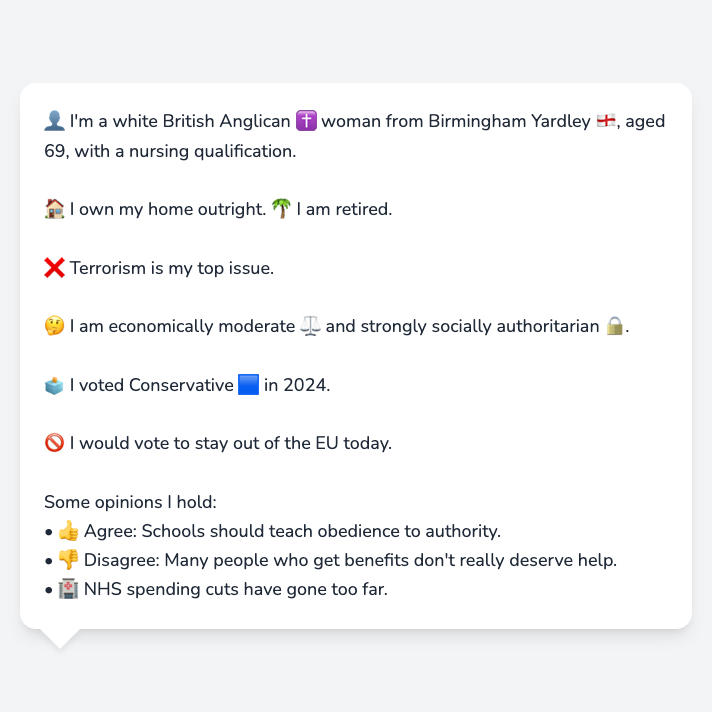 👤 I'm a white British Anglican ✝️ woman from Birmingham Yardley 🏴󠁧󠁢󠁥󠁮󠁧󠁿, aged
69, with a nursing qualification.
🏠 I own my home outright. 🌴 I am retired.
❌ Terrorism is my top issue.
🤔 I am economically moderate ⚖️ and strongly socially authoritarian 🔒.
🗳️ I voted Conservative 🟦 in 2024.
🚫 I would vote to stay out of the EU today.
Some opinions I hold:
• 👍 Agree: Schools should teach obedience to authority.
• 👎 Disagree: Many people who get benefits don't really deserve help.
• 🏥 NHS spending cuts have gone too far.